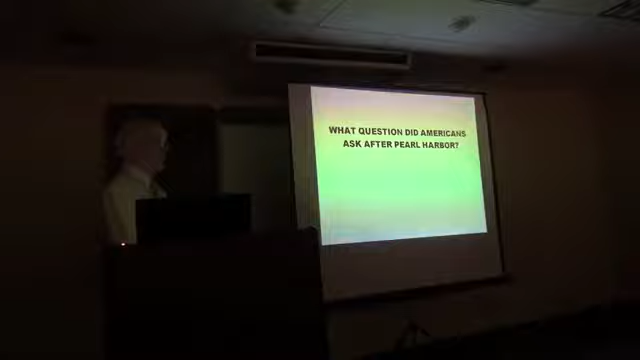 WHAT QUESTION DID AMERICANS
ASK AFTER PEARL HARBOR?